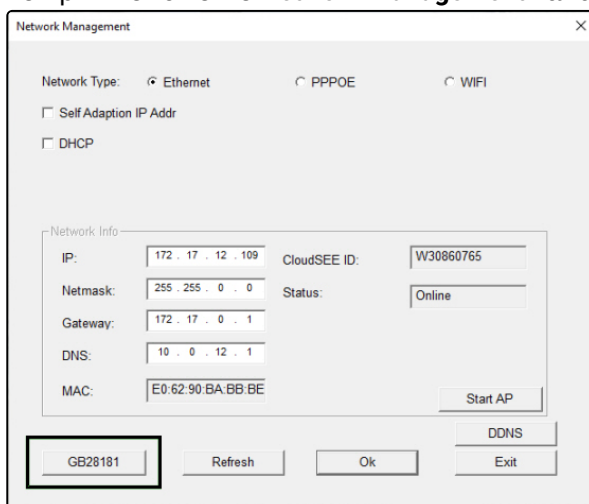 Network Management
Network Type: Ethernet PPPOE WIFI
Self Adaption IP Addr
DHCP
Network Info
IP: 172 . 17 . 12 . 109 CloudSEE ID: W30860765
Netmask: 255 . 255 . 0 . 0 Status: Online
Gateway: 172 . 17 . 0 . 1
DNS: 10 . 0 . 12 . 1
MAC: E0:62:90:BA:BB:BE Start AP
DDNS
GB28181 Refresh Ok Exit